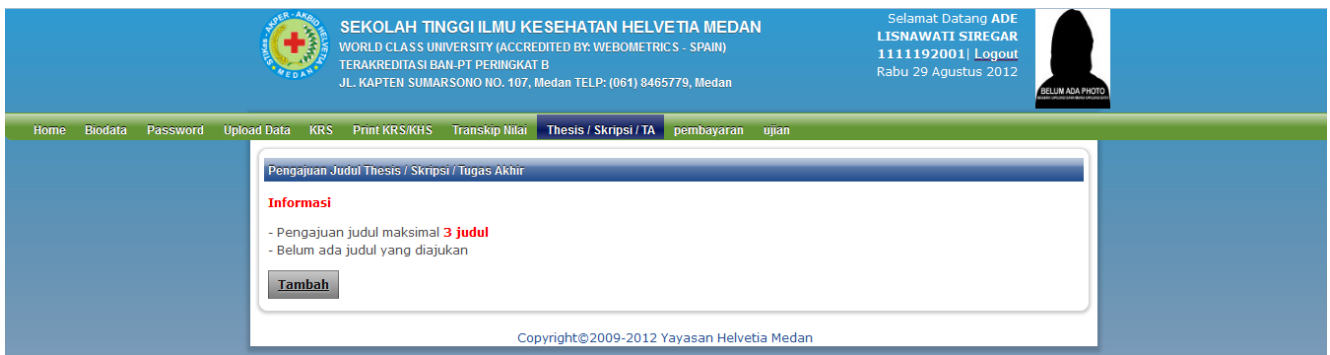 SEKOLAH TINGGI ILMU KESEHATAN HELVETIA MEDAN
WORLD CLASS UNIVERSITY (ACCREDITED BY: WEBOMETRICS - SPAIN)
TERAKREDITASI BAN-PT PERINGKAT B
JL. KAPTEN SUMARSONO NO. 107, Medan TELP: (061) 8465779, Medan
Selamat Datang ADE
LISNAWATI SIREGAR
1111192001| Logout
Rabu 29 Agustus 2012
BELUM ADA PHOTO
Home Biodata Password Upload Data KRS Print KRS/KHS Transkip Nilai Thesis / Skripsi / TA pembayaran ujian
Pengajuan Judul Thesis / Skripsi / Tugas Akhir
Informasi
- Pengajuan judul maksimal 3 judul
- Belum ada judul yang diajukan
Tambah
Copyright©2009-2012 Yayasan Helvetia Medan